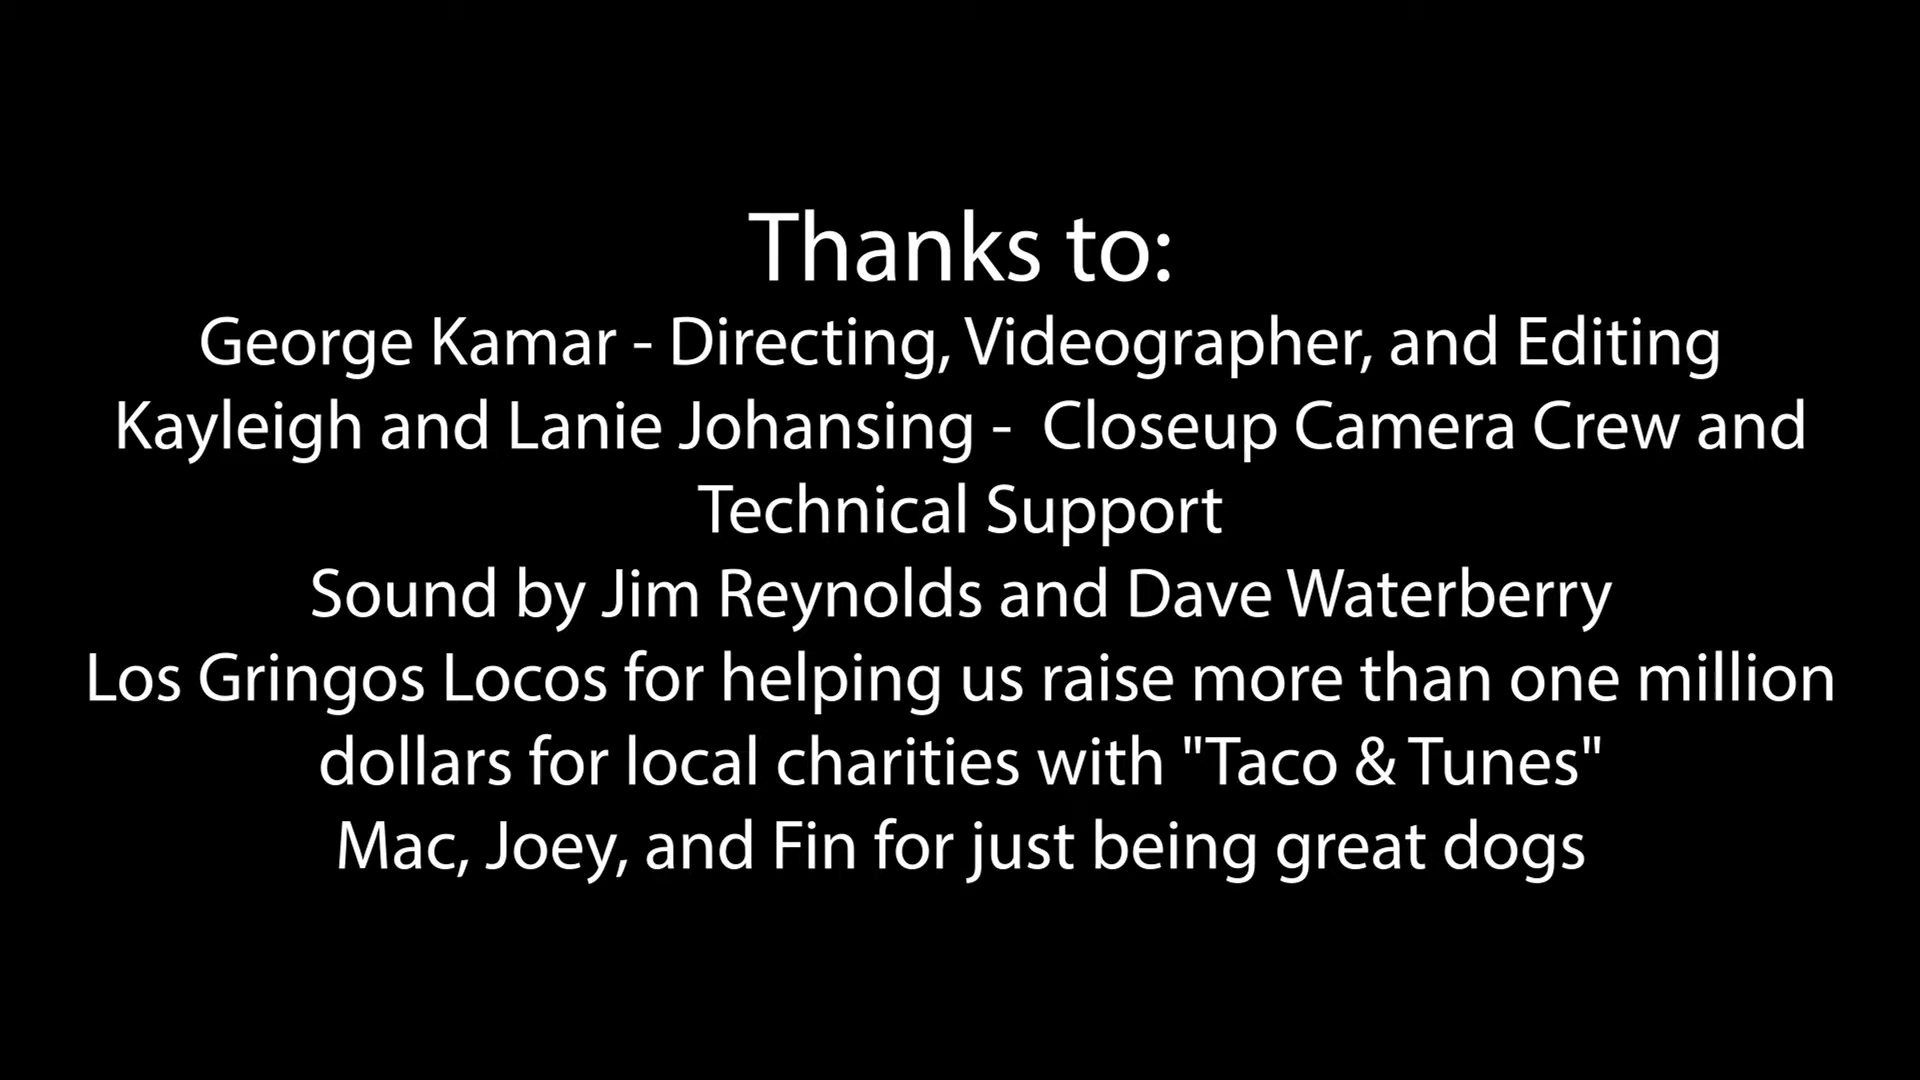 Thanks to:
George Kamar - Directing, Videographer, and Editing
Kayleigh and Lanie Johansing -  Closeup Camera Crew and
Technical Support
Sound by Jim Reynolds and Dave Waterberry
Los Gringos Locos for helping us raise more than one million
dollars for local charities with "Taco & Tunes"
Mac, Joey, and Fin for just being great dogs